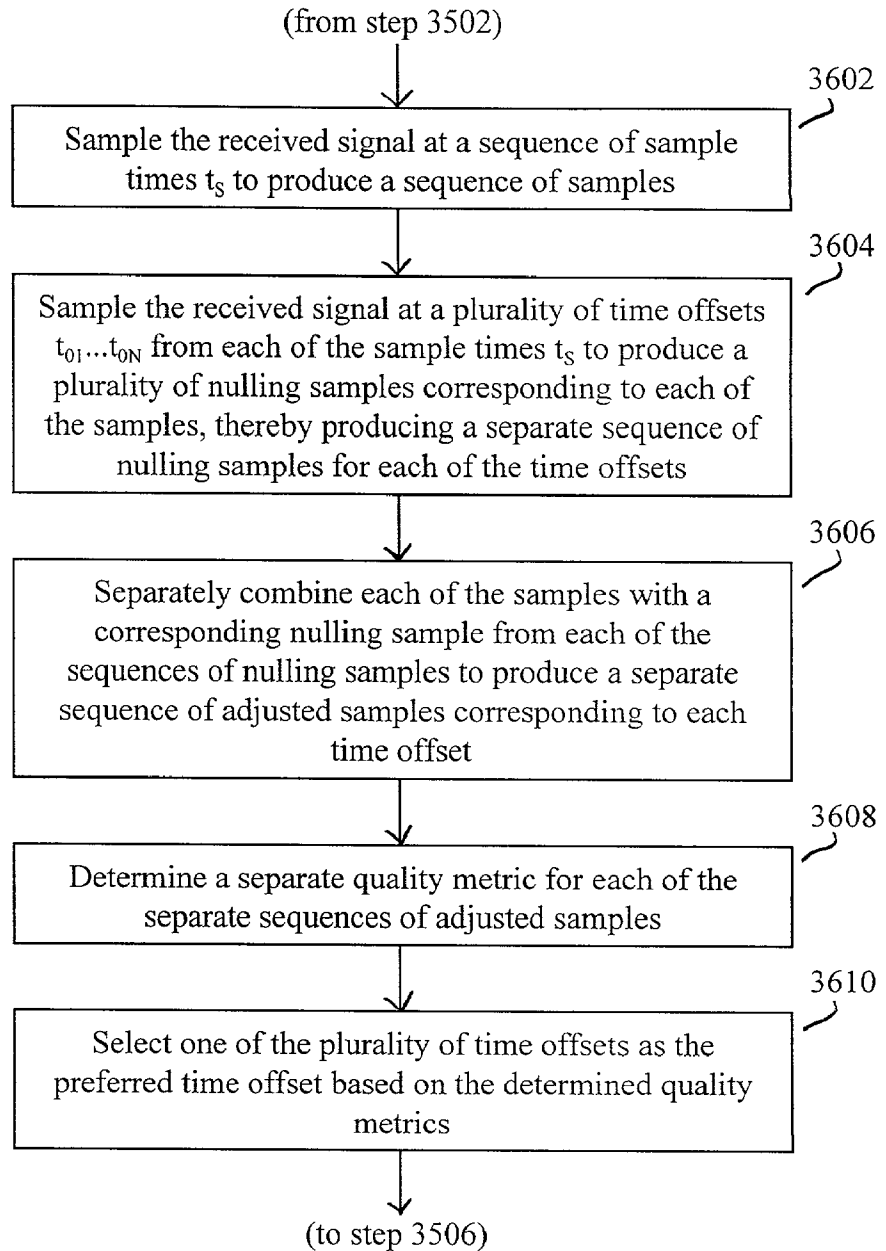 (from step 3502)
3602
Sample the received signal at a sequence of sample
times tS to produce a sequence of samples
3604
Sample the received signal at a plurality of time offsets
t01...t0N from each of the sample times tS to produce a
plurality of nulling samples corresponding to each of
the samples, thereby producing a separate sequence of
nulling samples for each of the time offsets
3606
Separately combine each of the samples with a
corresponding nulling sample from each of the
sequences of nulling samples to produce a separate
sequence of adjusted samples corresponding to each
time offset
3608
Determine a separate quality metric for each of the
separate sequences of adjusted samples
3610
Select one of the plurality of time offsets as the
preferred time offset based on the determined quality
metrics
(to step 3506)